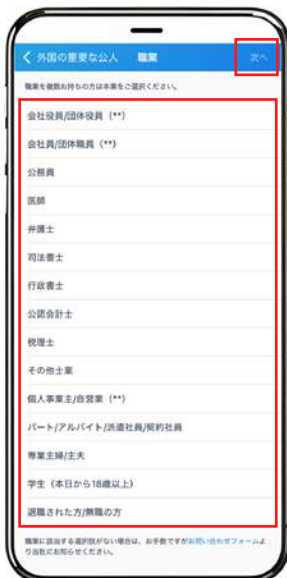 外国の重要な公人 職業 次へ
職業を複数お持ちの方は本業をご選択ください。
会社役員/団体役員 (**)
会社員/団体職員 (**)
公務員
医師
弁護士
司法書士
行政書士
公認会計士
税理士
その他士業
個人事業主/自営業 (**)
パート/アルバイト/派遣社員/契約社員
専業主婦/主夫
学生（本日から18歳以上）
退職された方/無職の方
職業に該当する選択肢がない場合は、お手数ですがお問い合わせフォームよ
り当社にお知らせください。